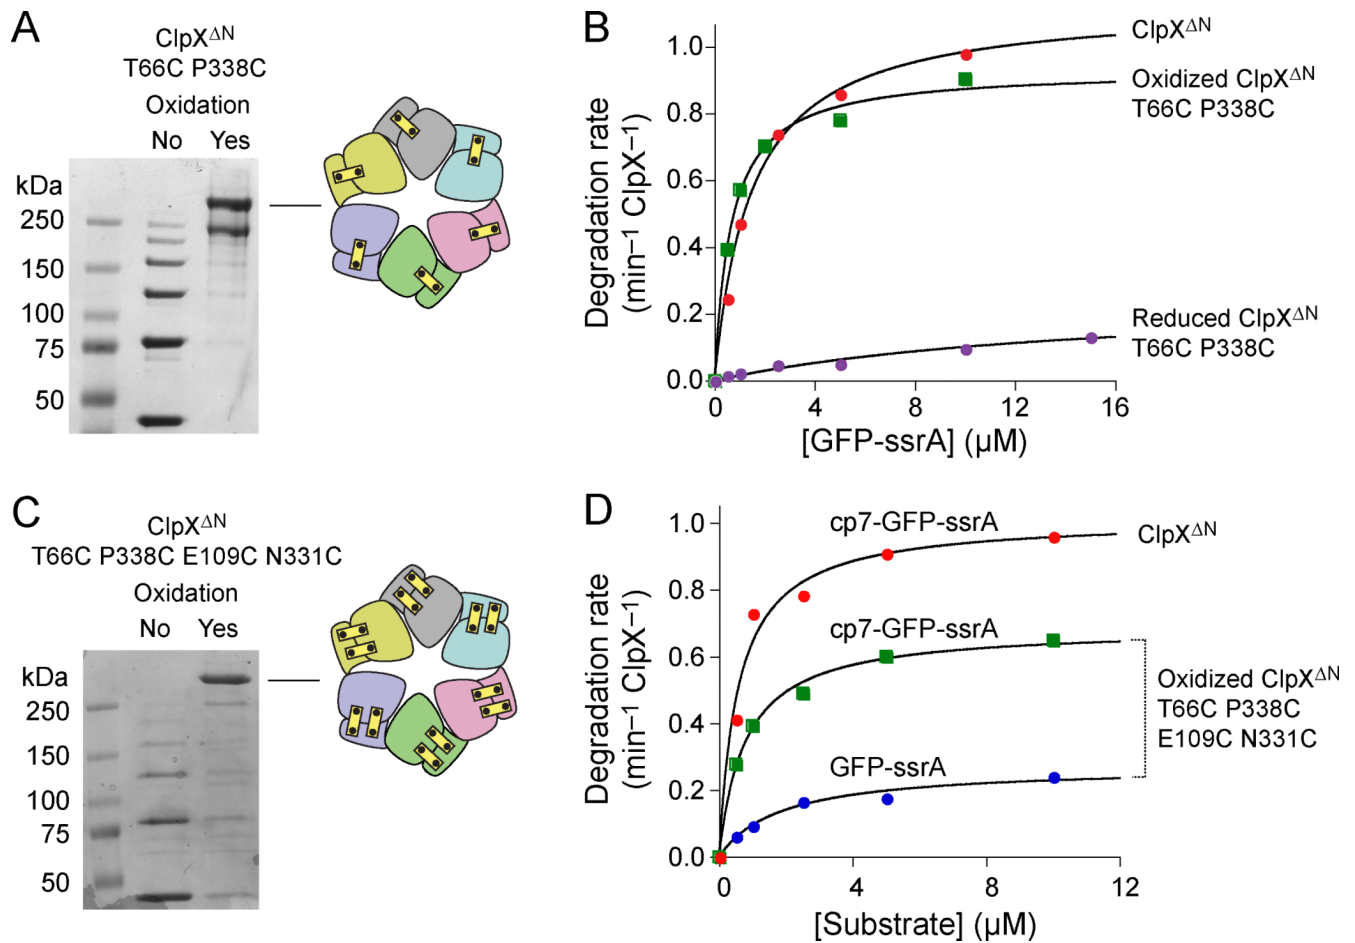 A
ClpXΔN
T66C P338C
Oxidation
No Yes
kDa
250
150
100
75
50
B
Degradation rate
(min–1 ClpX–1)
1.0
0.8
0.6
0.4
0.2
0.0
0 4 8 12 16
[GFP-ssrA] (µM)
ClpXΔN
Oxidized ClpXΔN
T66C P338C
Reduced ClpXΔN
T66C P338C
C
ClpXΔN
T66C P338C E109C N331C
Oxidation
No Yes
kDa
250
150
100
75
50
D
Degradation rate
(min–1 ClpX–1)
1.0
0.8
0.6
0.4
0.2
0.0
0 4 8 12
[Substrate] (µM)
cp7-GFP-ssrA
ClpXΔN
cp7-GFP-ssrA
GFP-ssrA
Oxidized ClpXΔN
T66C P338C
E109C N331C